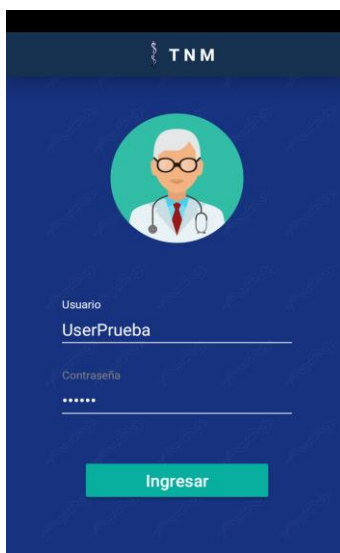 TNM
Usuario
UserPrueba
Contraseña
••••••
Ingresar